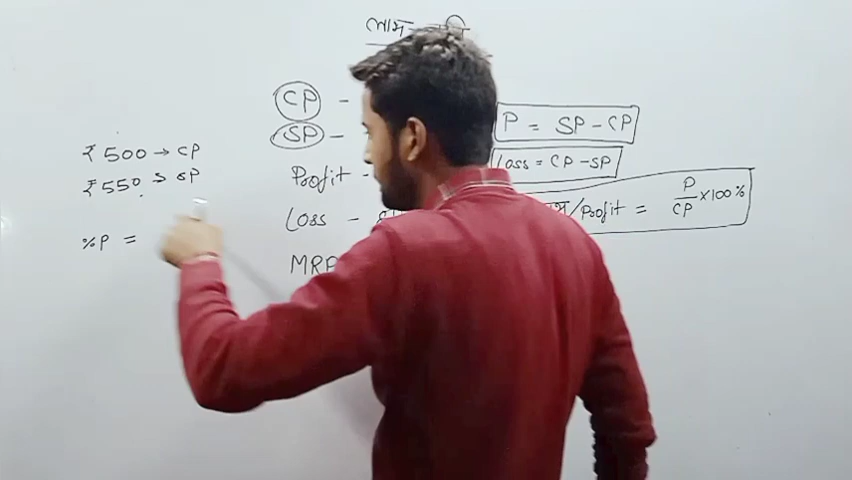 लाभ
CP -
SP -
P = SP - CP
₹ 500 → CP
₹ 550 → SP
Loss = CP - SP
Profit -
/Profit = P/CP × 100%
Loss -
%P =
MRP